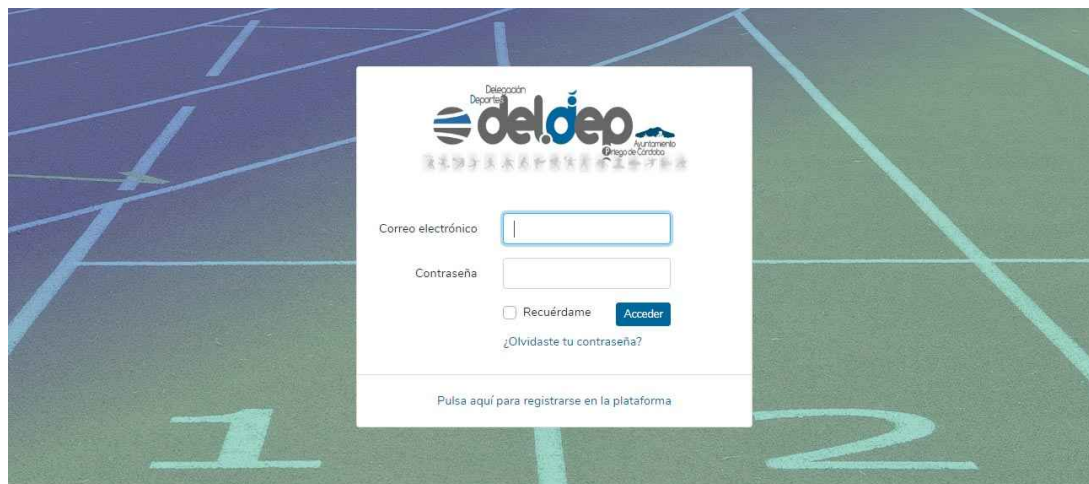 Delegación
Deportes
del.dep
Ayuntamiento
Priego de Córdoba
Correo electrónico
Contraseña
Recuérdame
Acceder
¿Olvidaste tu contraseña?
Pulsa aquí para registrarse en la plataforma
1
2